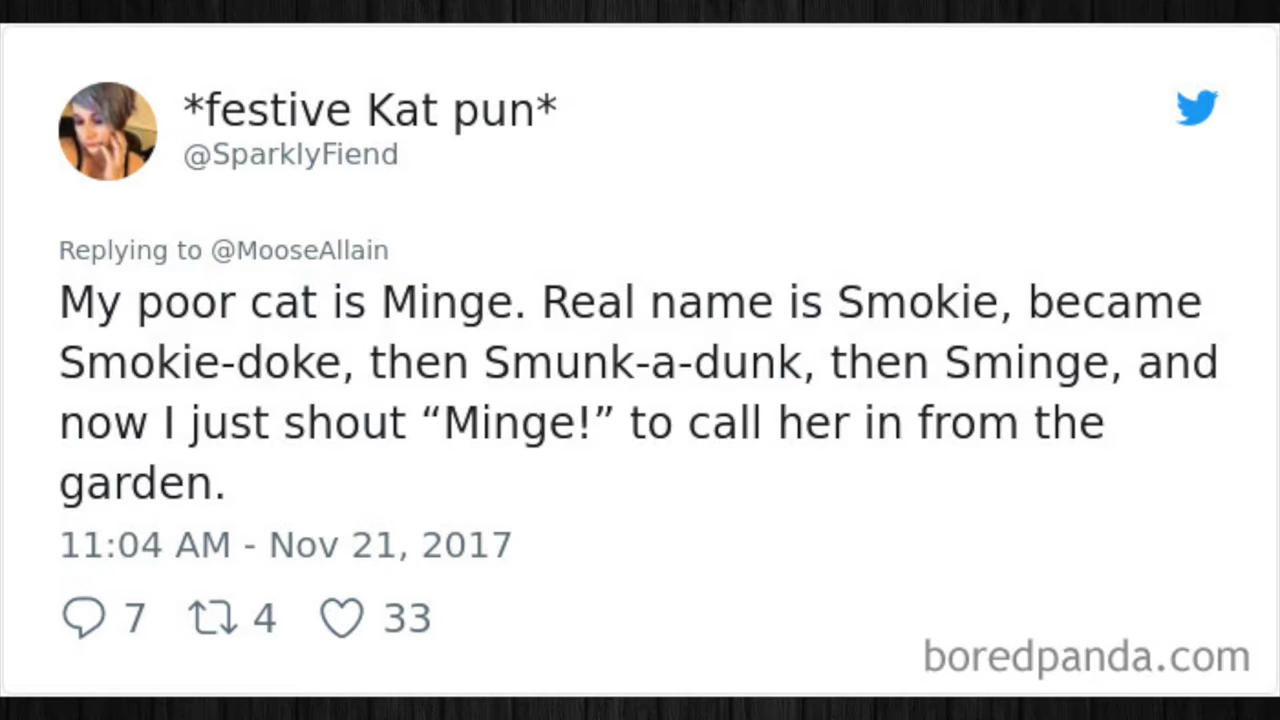 *festive Kat pun*
@SparklyFiend
Replying to @MooseAllain
My poor cat is Minge. Real name is Smokie, became
Smokie-doke, then Smunk-a-dunk, then Sminge, and
now I just shout “Minge!” to call her in from the
garden.
11:04 AM - Nov 21, 2017
7 4 33
boredpanda.com